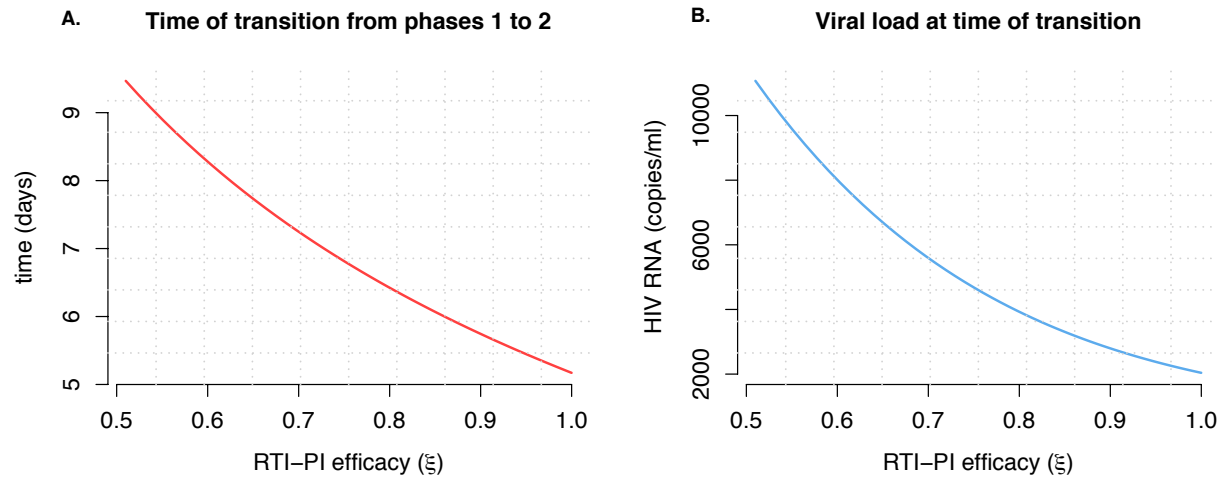 A.
Time of transition from phases 1 to 2
time (days)
9
8
7
6
5
0.5 0.6 0.7 0.8 0.9 1.0
RTI−PI efficacy (ξ)
B.
Viral load at time of transition
HIV RNA (copies/ml)
10000
6000
2000
0.5 0.6 0.7 0.8 0.9 1.0
RTI−PI efficacy (ξ)